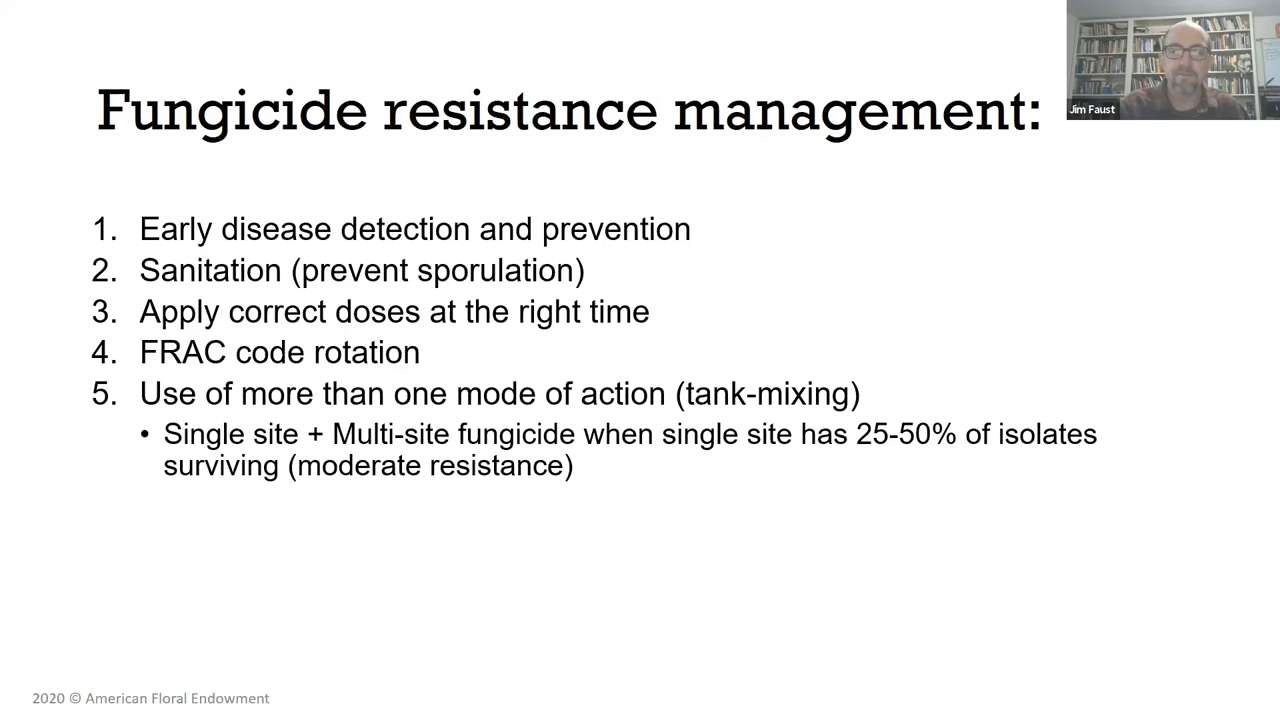 Fungicide resistance management:
Jim Faust
1. Early disease detection and prevention
2. Sanitation (prevent sporulation)
3. Apply correct doses at the right time
4. FRAC code rotation
5. Use of more than one mode of action (tank-mixing)
• Single site + Multi-site fungicide when single site has 25-50% of isolates
surviving (moderate resistance)
2020 © American Floral Endowment